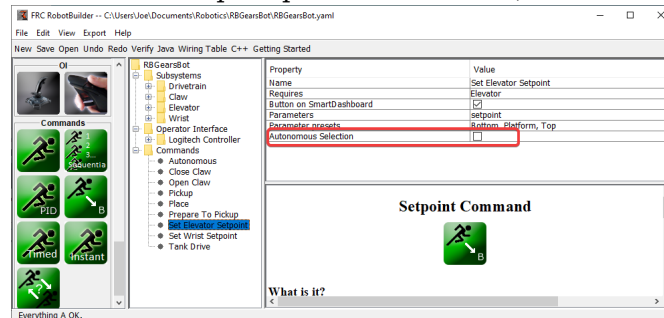 FRC RobotBuilder -- C:\Users\Joe\Documents\Robotics\RBGearsBot\RBGearsBot.yaml
File Edit View Export Help
New Save Open Undo Redo Verify Java Wiring Table C++ Getting Started
OI
Commands
1
2
3
Sequentia
PID
B
Timed
Instant
?
RBGearsBot
Subsystems
Drivetrain
Claw
Elevator
Wrist
Operator Interface
Logitech Controller
Commands
Autonomous
Close Claw
Open Claw
Pickup
Place
Prepare To Pickup
Set Elevator Setpoint
Set Wrist Setpoint
Tank Drive
Property Value
Name Set Elevator Setpoint
Requires Elevator
Button on SmartDashboard
Parameters setpoint
Parameter presets Bottom, Platform, Top
Autonomous Selection
Setpoint Command
B
What is it?
Everything A OK.